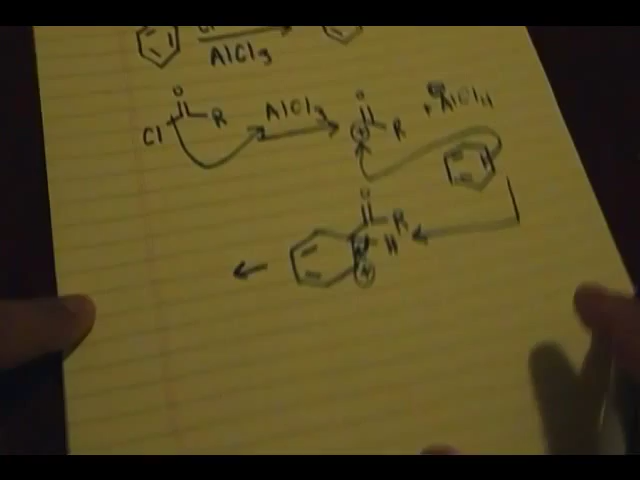 AlCl3
O O
Cl R AlCl3 + R + ⊖AlCl4
O
R
H
+